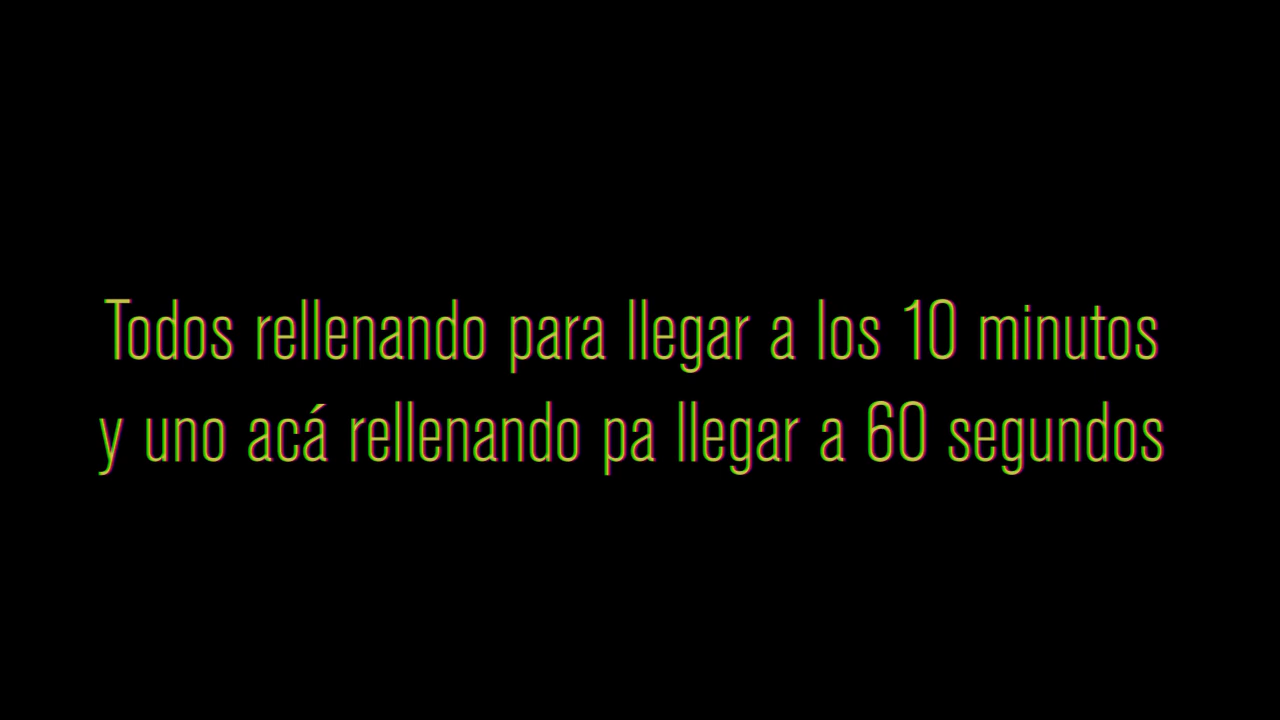 Todos rellenando para llegar a los 10 minutos
y uno acá rellenando pa llegar a 60 segundos